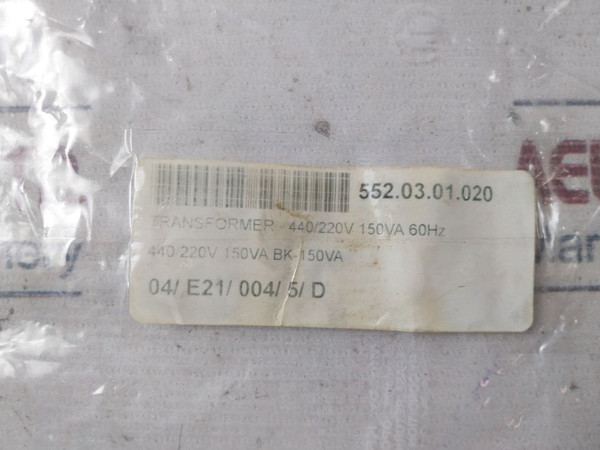 552.03.01.020
TRANSFORMER - 440/220V 150VA 60Hz
440/220V 150VA BK-150VA
04/ E21/ 004/ 5/ D